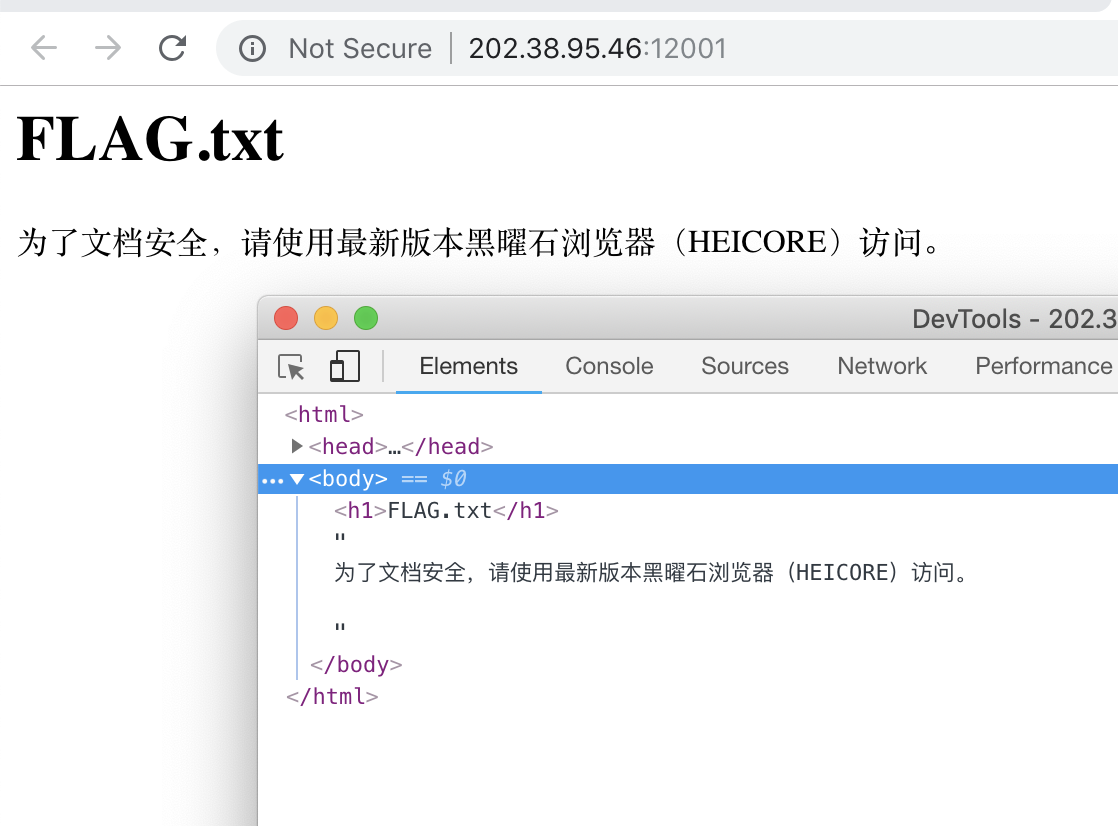 Not Secure | 202.38.95.46:12001
FLAG.txt
为了文档安全，请使用最新版本黑曜石浏览器（HEICORE）访问。
DevTools - 202.3
Elements Console Sources Network Performance
<html>
<head>…</head>
<body> == $0
<h1>FLAG.txt</h1>
"
为了文档安全，请使用最新版本黑曜石浏览器（HEICORE）访问。
"
</body>
</html>